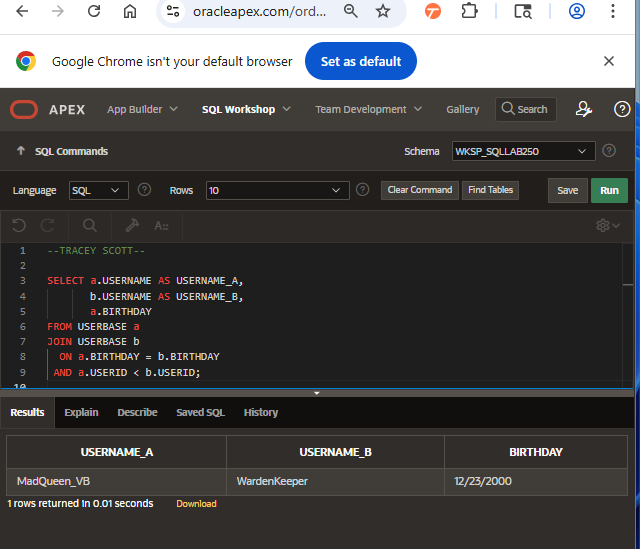 oracleapex.com/ord...
Google Chrome isn't your default browser
Set as default
APEX
App Builder
SQL Workshop
Team Development
Gallery
Search
SQL Commands
Schema
WKSP_SQLLAB250
Language
SQL
Rows
10
Clear Command
Find Tables
Save
Run
A::
1 --TRACEY SCOTT--
2
3 SELECT a.USERNAME AS USERNAME_A,
4 b.USERNAME AS USERNAME_B,
5 a.BIRTHDAY
6 FROM USERBASE a
7 JOIN USERBASE b
8 ON a.BIRTHDAY = b.BIRTHDAY
9 AND a.USERID < b.USERID;
10
Results
Explain
Describe
Saved SQL
History
USERNAME_A USERNAME_B BIRTHDAY
MadQueen_VB WardenKeeper 12/23/2000
1 rows returned in 0.01 seconds
Download